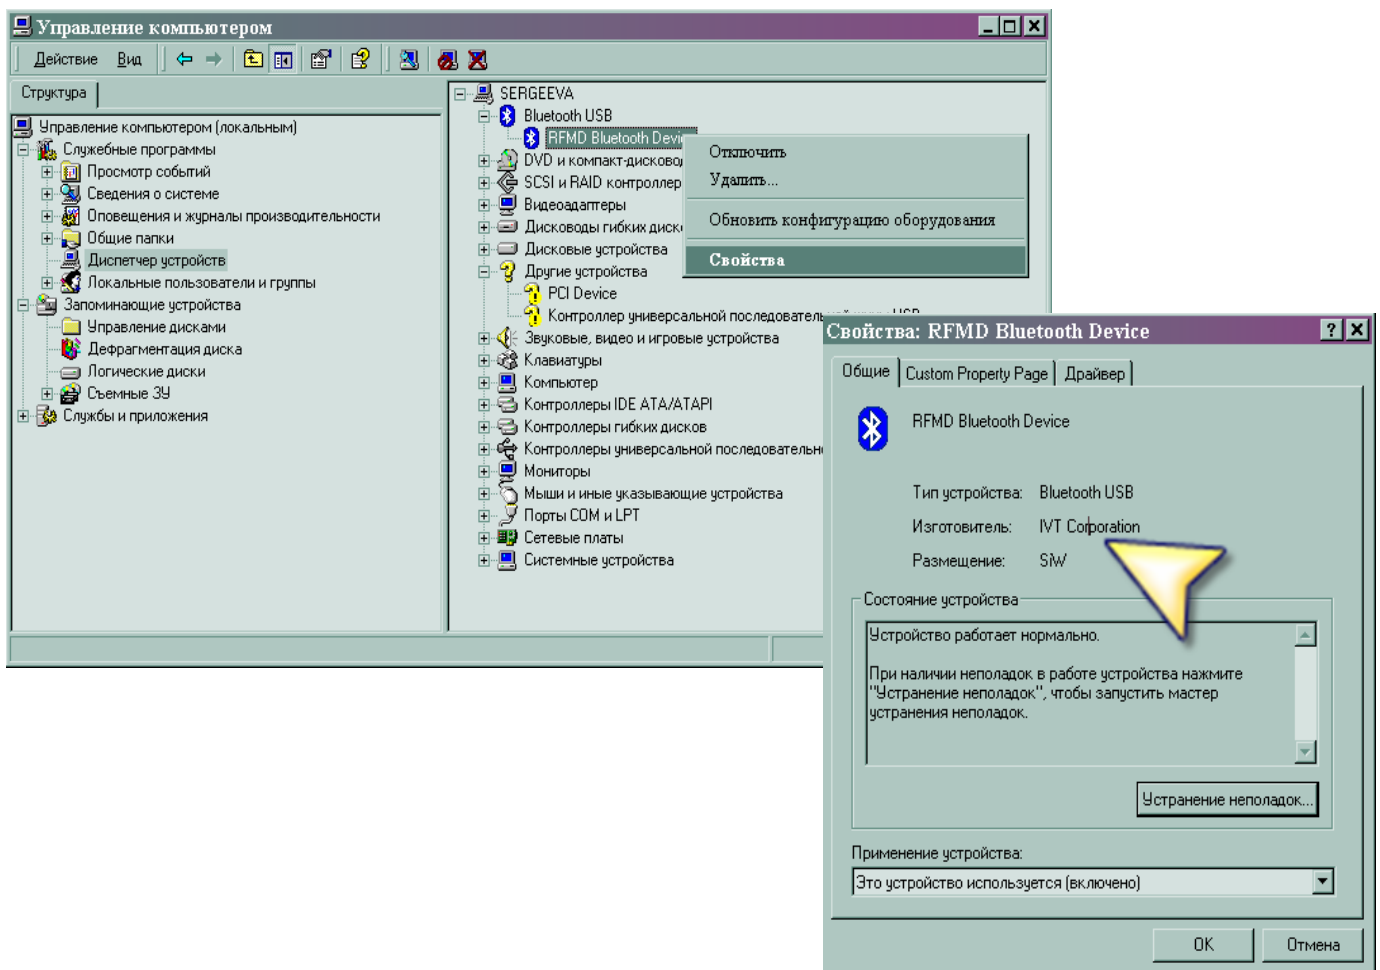 Управление компьютером
Действие Вид
Структура
Управление компьютером (локальным)
Служебные программы
Просмотр событий
Сведения о системе
Оповещения и журналы производительности
Общие папки
Диспетчер устройств
Локальные пользователи и группы
Запоминающие устройства
Управление дисками
Дефрагментация диска
Логические диски
Съемные ЗУ
Службы и приложения
SERGEEVA
Bluetooth USB
RFMD Bluetooth Devic
DVD и компакт-дисково
SCSI и RAID контроллер
Видеоадаптеры
Дисководы гибких диск
Дисковые устройства
Другие устройства
PCI Device
Контроллер универсальной последователь USB
Звуковые, видео и игровые устройства
Клавиатуры
Компьютер
Контроллеры IDE ATA/ATAPI
Контроллеры гибких дисков
Контроллеры универсальной последовательн
Мониторы
Мыши и иные указывающие устройства
Порты COM и LPT
Сетевые платы
Системные устройства
Отключить
Удалить...
Обновить конфигурацию оборудования
Свойства
Свойства: RFMD Bluetooth Device
Общие Custom Property Page Драйвер
RFMD Bluetooth Device
Тип устройства: Bluetooth USB
Изготовитель: IVT Corporation
Размещение: SiW
Состояние устройства
Устройство работает нормально.
При наличии неполадок в работе устройства нажмите
"Устранение неполадок", чтобы запустить мастер
устранения неполадок.
Устранение неполадок...
Применение устройства:
Это устройство используется (включено)
OK Отмена